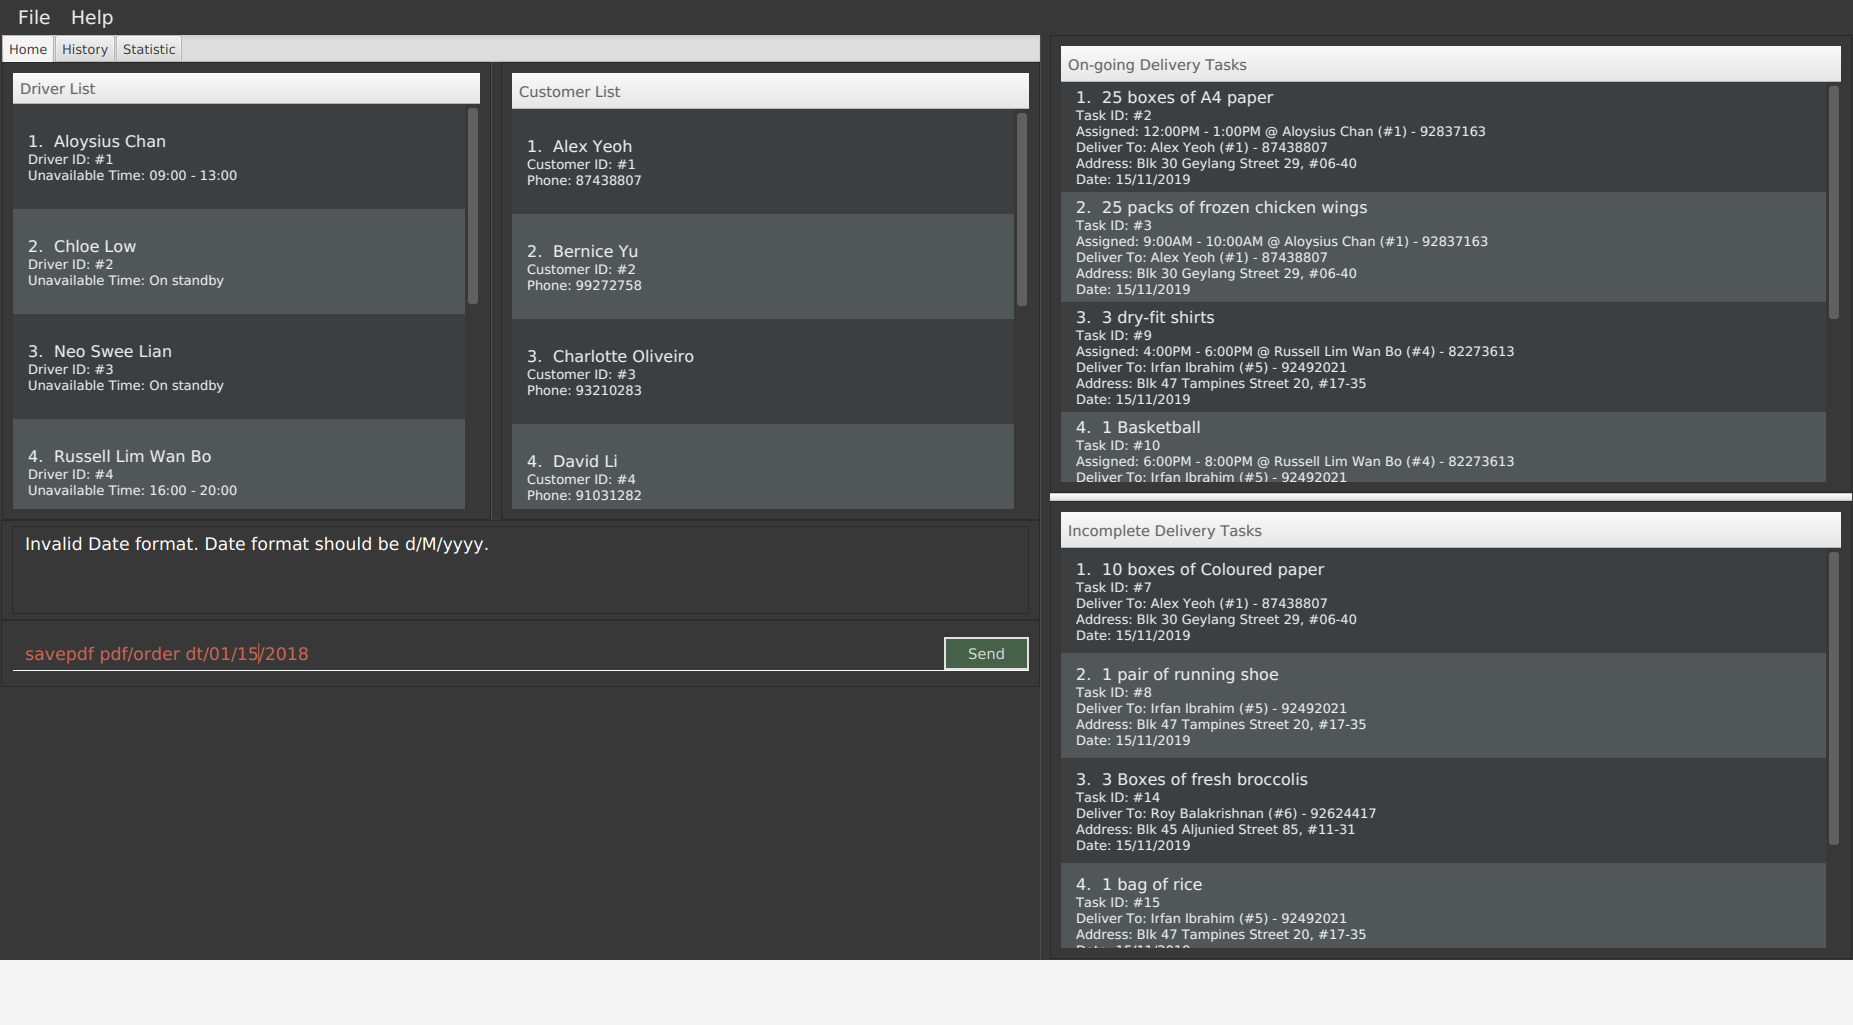 File Help
Home History Statistic
Driver List
1. Aloysius Chan
Driver ID: #1
Unavailable Time: 09:00 - 13:00
2. Chloe Low
Driver ID: #2
Unavailable Time: On standby
3. Neo Swee Lian
Driver ID: #3
Unavailable Time: On standby
4. Russell Lim Wan Bo
Driver ID: #4
Unavailable Time: 16:00 - 20:00
Customer List
1. Alex Yeoh
Customer ID: #1
Phone: 87438807
2. Bernice Yu
Customer ID: #2
Phone: 99272758
3. Charlotte Oliveiro
Customer ID: #3
Phone: 93210283
4. David Li
Customer ID: #4
Phone: 91031282
Invalid Date format. Date format should be d/M/yyyy.
savepdf pdf/order dt/01/15/2018
Send
On-going Delivery Tasks
1. 25 boxes of A4 paper
Task ID: #2
Assigned: 12:00PM - 1:00PM @ Aloysius Chan (#1) - 92837163
Deliver To: Alex Yeoh (#1) - 87438807
Address: Blk 30 Geylang Street 29, #06-40
Date: 15/11/2019
2. 25 packs of frozen chicken wings
Task ID: #3
Assigned: 9:00AM - 10:00AM @ Aloysius Chan (#1) - 92837163
Deliver To: Alex Yeoh (#1) - 87438807
Address: Blk 30 Geylang Street 29, #06-40
Date: 15/11/2019
3. 3 dry-fit shirts
Task ID: #9
Assigned: 4:00PM - 6:00PM @ Russell Lim Wan Bo (#4) - 82273613
Deliver To: Irfan Ibrahim (#5) - 92492021
Address: Blk 47 Tampines Street 20, #17-35
Date: 15/11/2019
4. 1 Basketball
Task ID: #10
Assigned: 6:00PM - 8:00PM @ Russell Lim Wan Bo (#4) - 82273613
Deliver To: Irfan Ibrahim (#5) - 92492021
Incomplete Delivery Tasks
1. 10 boxes of Coloured paper
Task ID: #7
Deliver To: Alex Yeoh (#1) - 87438807
Address: Blk 30 Geylang Street 29, #06-40
Date: 15/11/2019
2. 1 pair of running shoe
Task ID: #8
Deliver To: Irfan Ibrahim (#5) - 92492021
Address: Blk 47 Tampines Street 20, #17-35
Date: 15/11/2019
3. 3 Boxes of fresh broccolis
Task ID: #14
Deliver To: Roy Balakrishnan (#6) - 92624417
Address: Blk 45 Aljunied Street 85, #11-31
Date: 15/11/2019
4. 1 bag of rice
Task ID: #15
Deliver To: Irfan Ibrahim (#5) - 92492021
Address: Blk 47 Tampines Street 20, #17-35